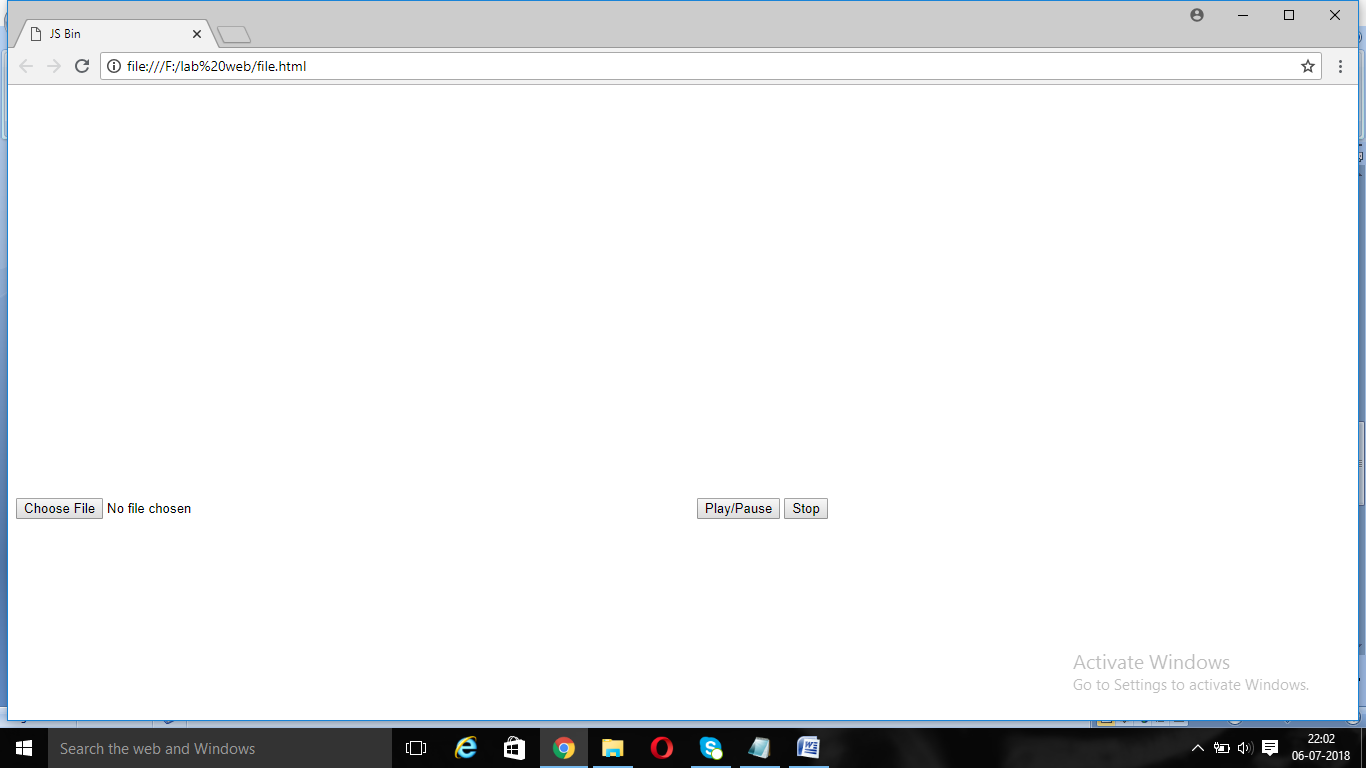 JS Bin
file:///F:/lab%20web/file.html
Choose File No file chosen Play/Pause Stop
Activate Windows
Go to Settings to activate Windows.
Search the web and Windows
22:02
06-07-2018